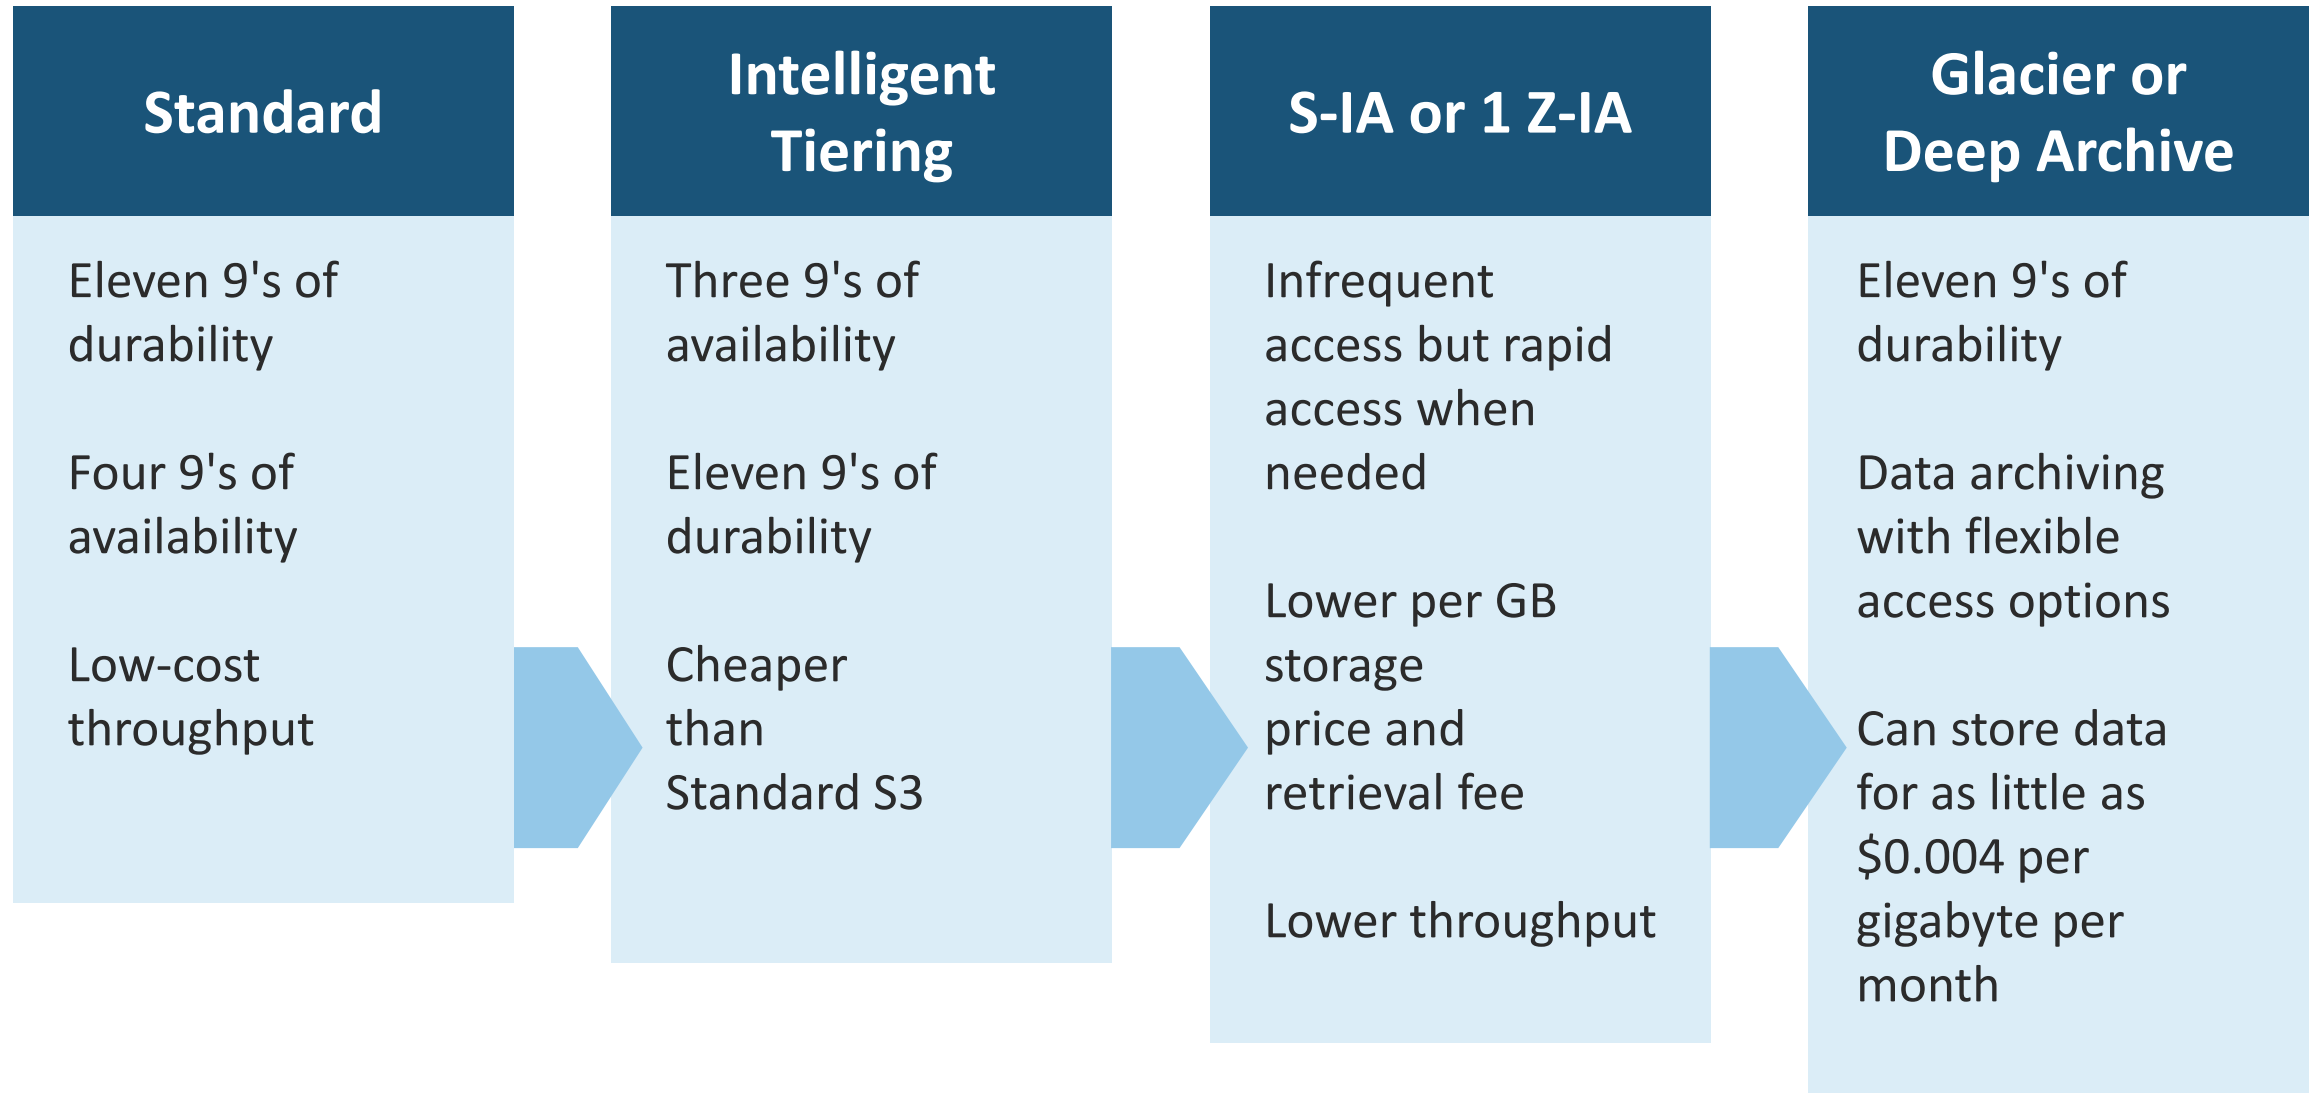 Standard
Eleven 9's of
durability
Four 9's of
availability
Low-cost
throughput
Intelligent
Tiering
Three 9's of
availability
Eleven 9's of
durability
Cheaper
than
Standard S3
S-IA or 1 Z-IA
Infrequent
access but rapid
access when
needed
Lower per GB
storage
price and
retrieval fee
Lower throughput
Glacier or
Deep Archive
Eleven 9's of
durability
Data archiving
with flexible
access options
Can store data
for as little as
$0.004 per
gigabyte per
month